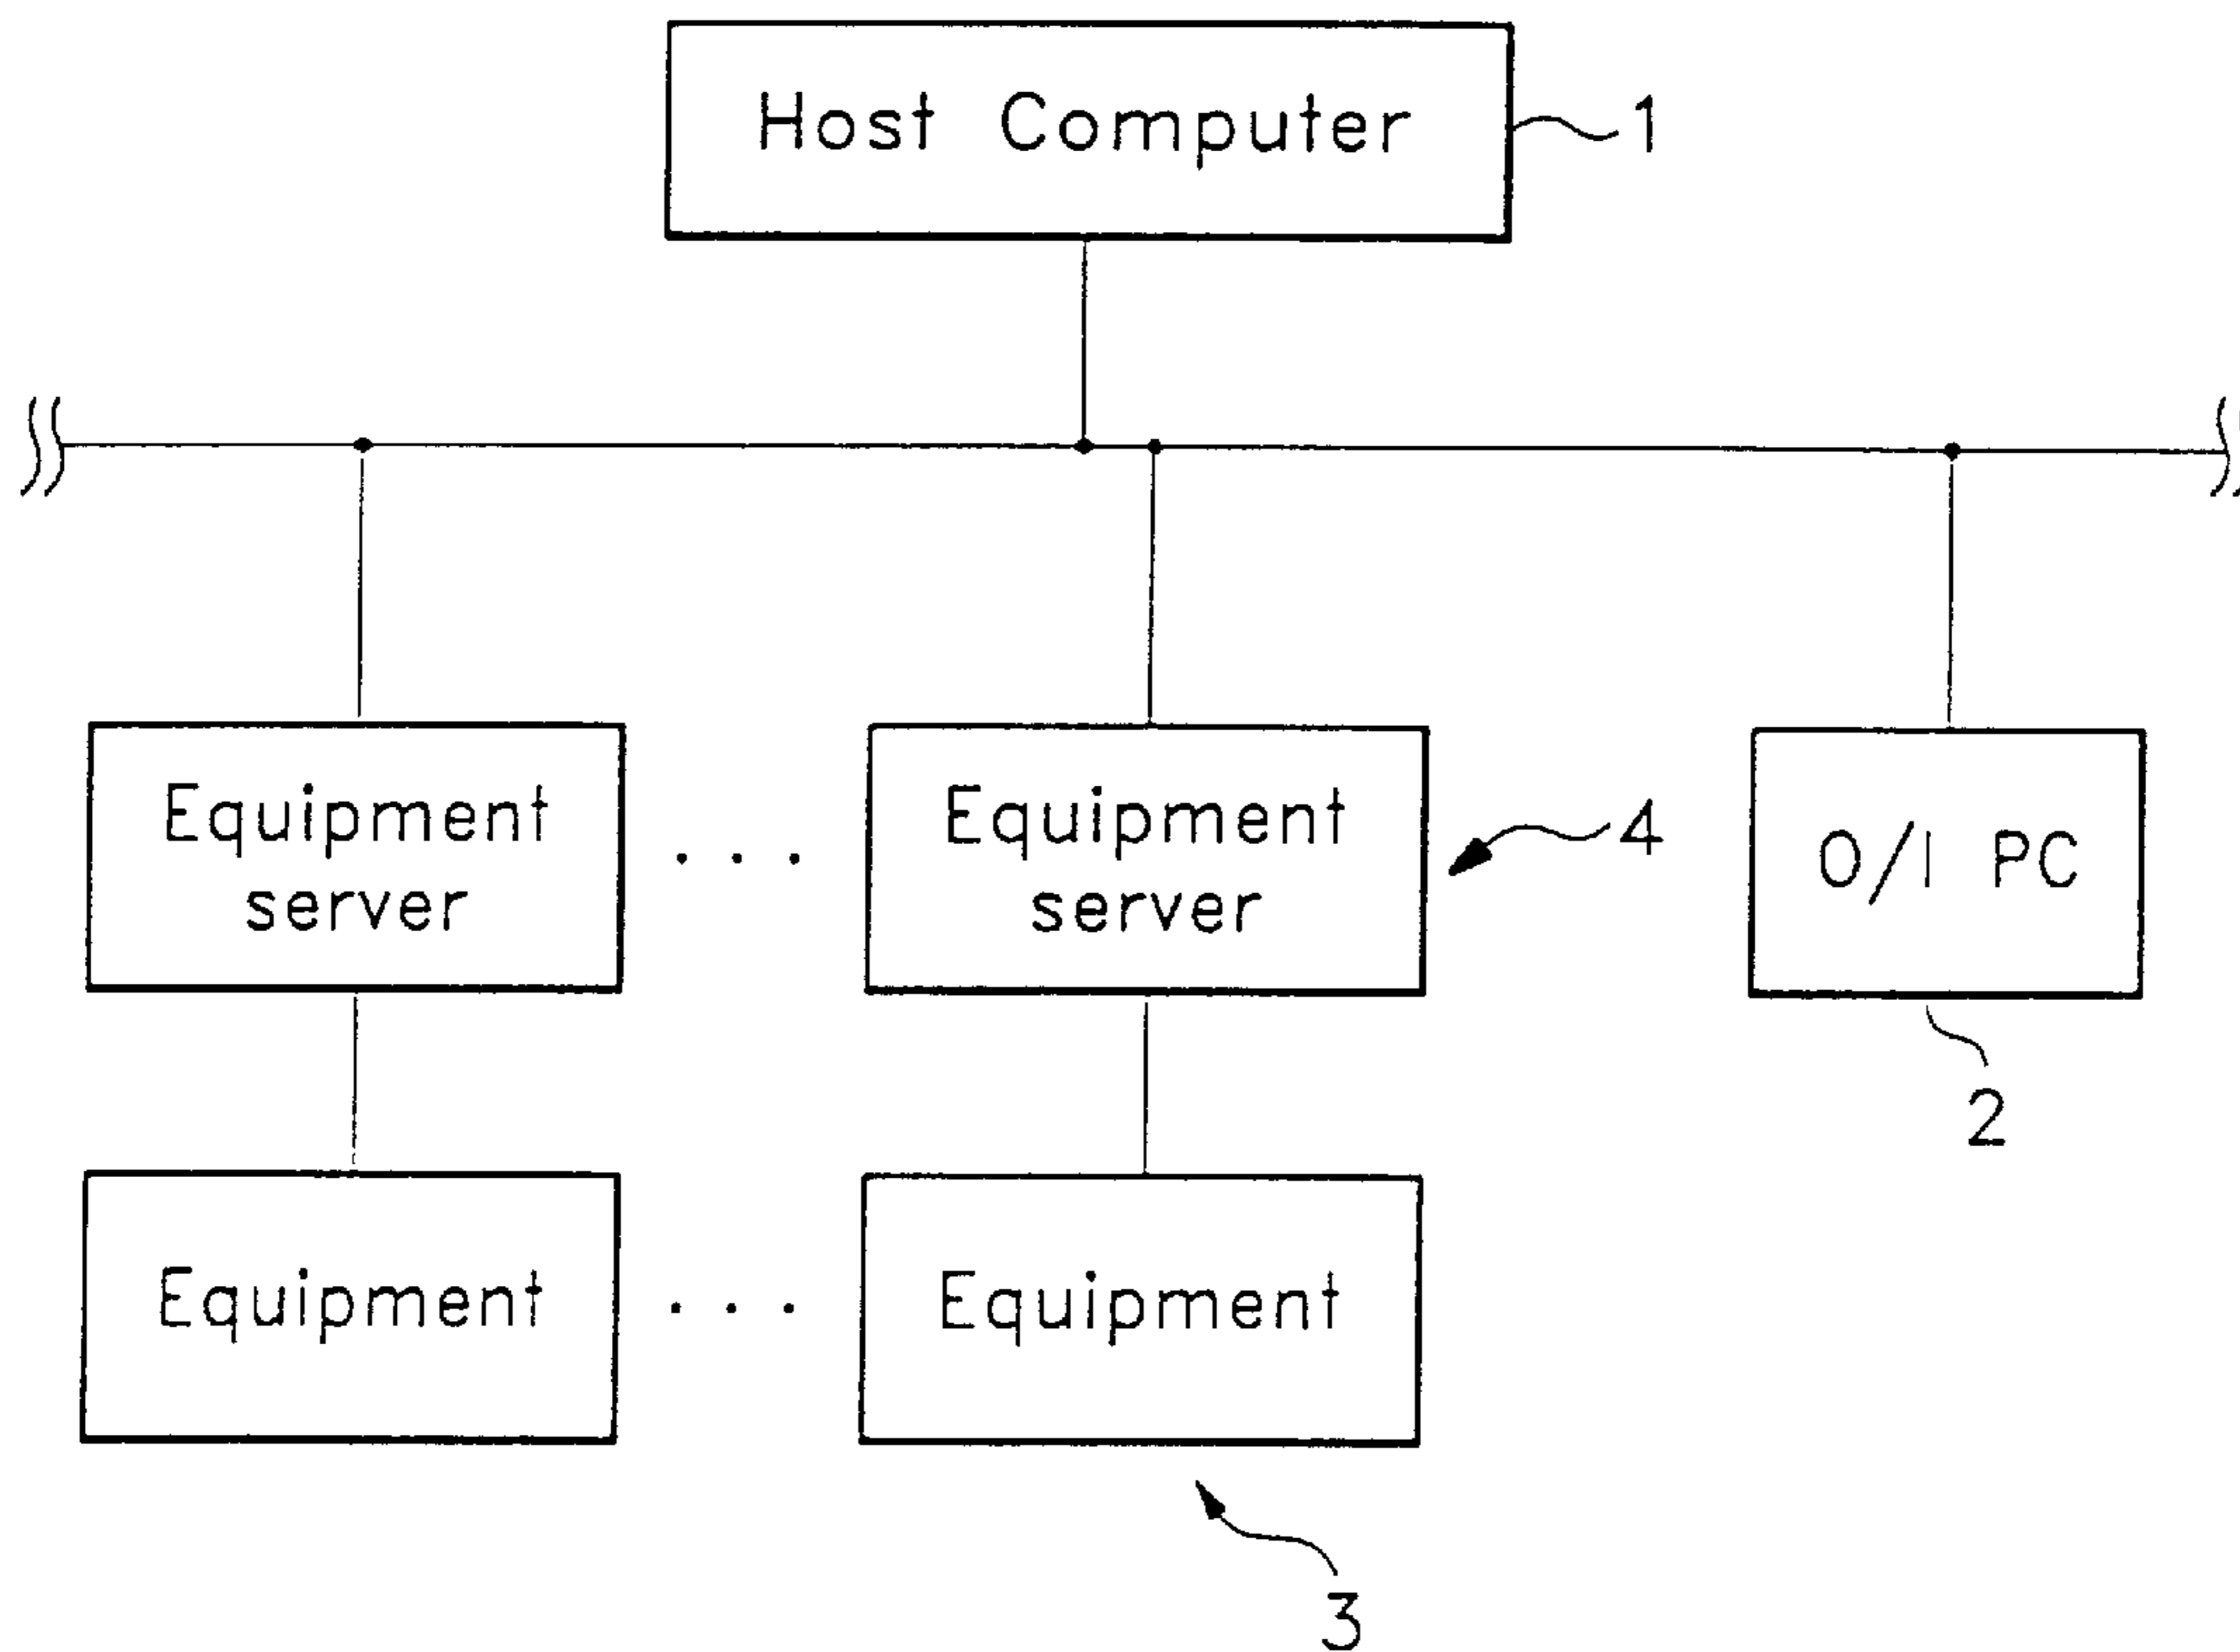 Host Computer
1
Equipment
server
. . .
Equipment
server
4
O/I PC
2
Equipment
. . .
Equipment
3